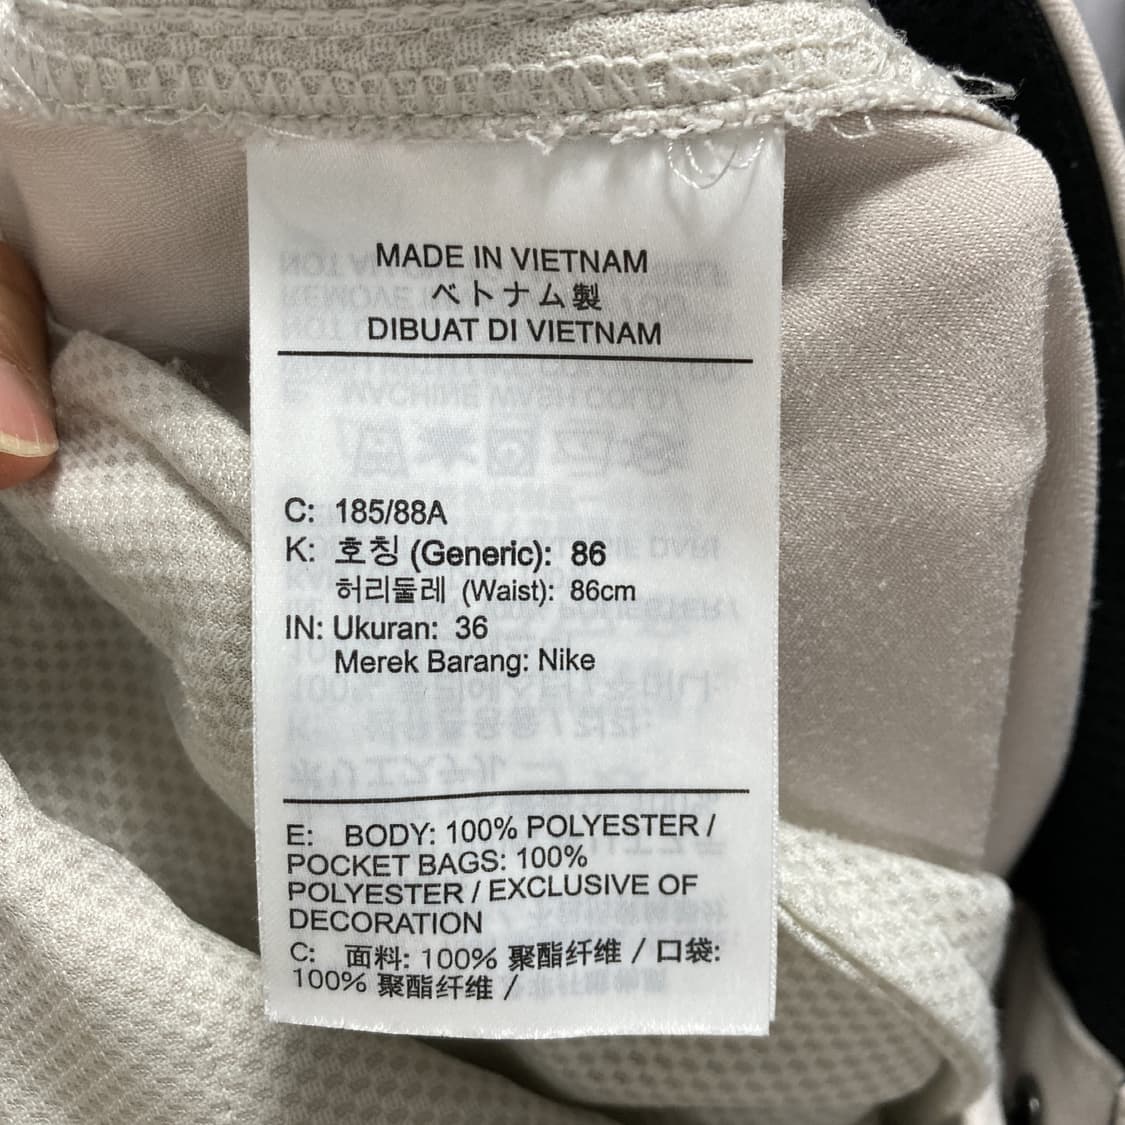 MADE IN VIETNAM
ベトナム製
DIBUAT DI VIETNAM
C: 185/88A
K: 호칭 (Generic): 86
허리둘레 (Waist): 86cm
IN: Ukuran: 36
Merek Barang: Nike
E: BODY: 100% POLYESTER /
POCKET BAGS: 100%
POLYESTER / EXCLUSIVE OF
DECORATION
C: 面料: 100% 聚酯纤维 / 口袋:
100% 聚酯纤维 /